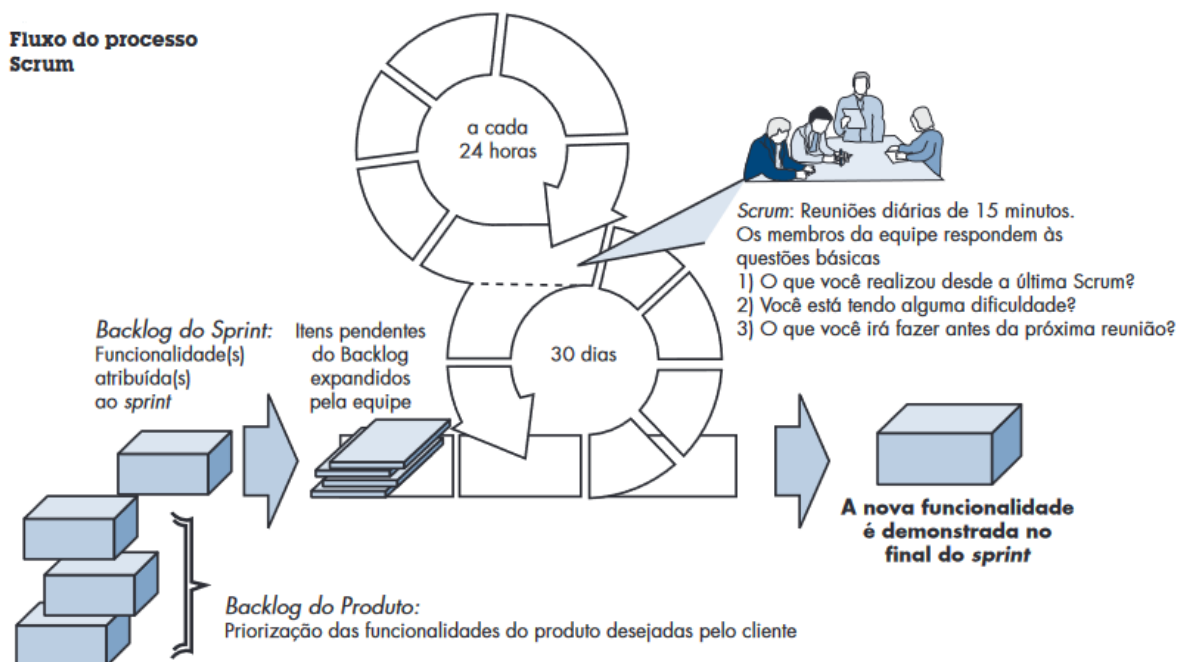 Fluxo do processo
Scrum
a cada
24 horas
Scrum: Reuniões diárias de 15 minutos.
Os membros da equipe respondem às
questões básicas
1) O que você realizou desde a última Scrum?
2) Você está tendo alguma dificuldade?
3) O que você irá fazer antes da próxima reunião?
Backlog do Sprint:
Funcionalidade(s)
atribuída(s)
ao sprint
Itens pendentes
do Backlog
expandidos
pela equipe
30 dias
A nova funcionalidade
é demonstrada no
final do sprint
Backlog do Produto:
Priorização das funcionalidades do produto desejadas pelo cliente